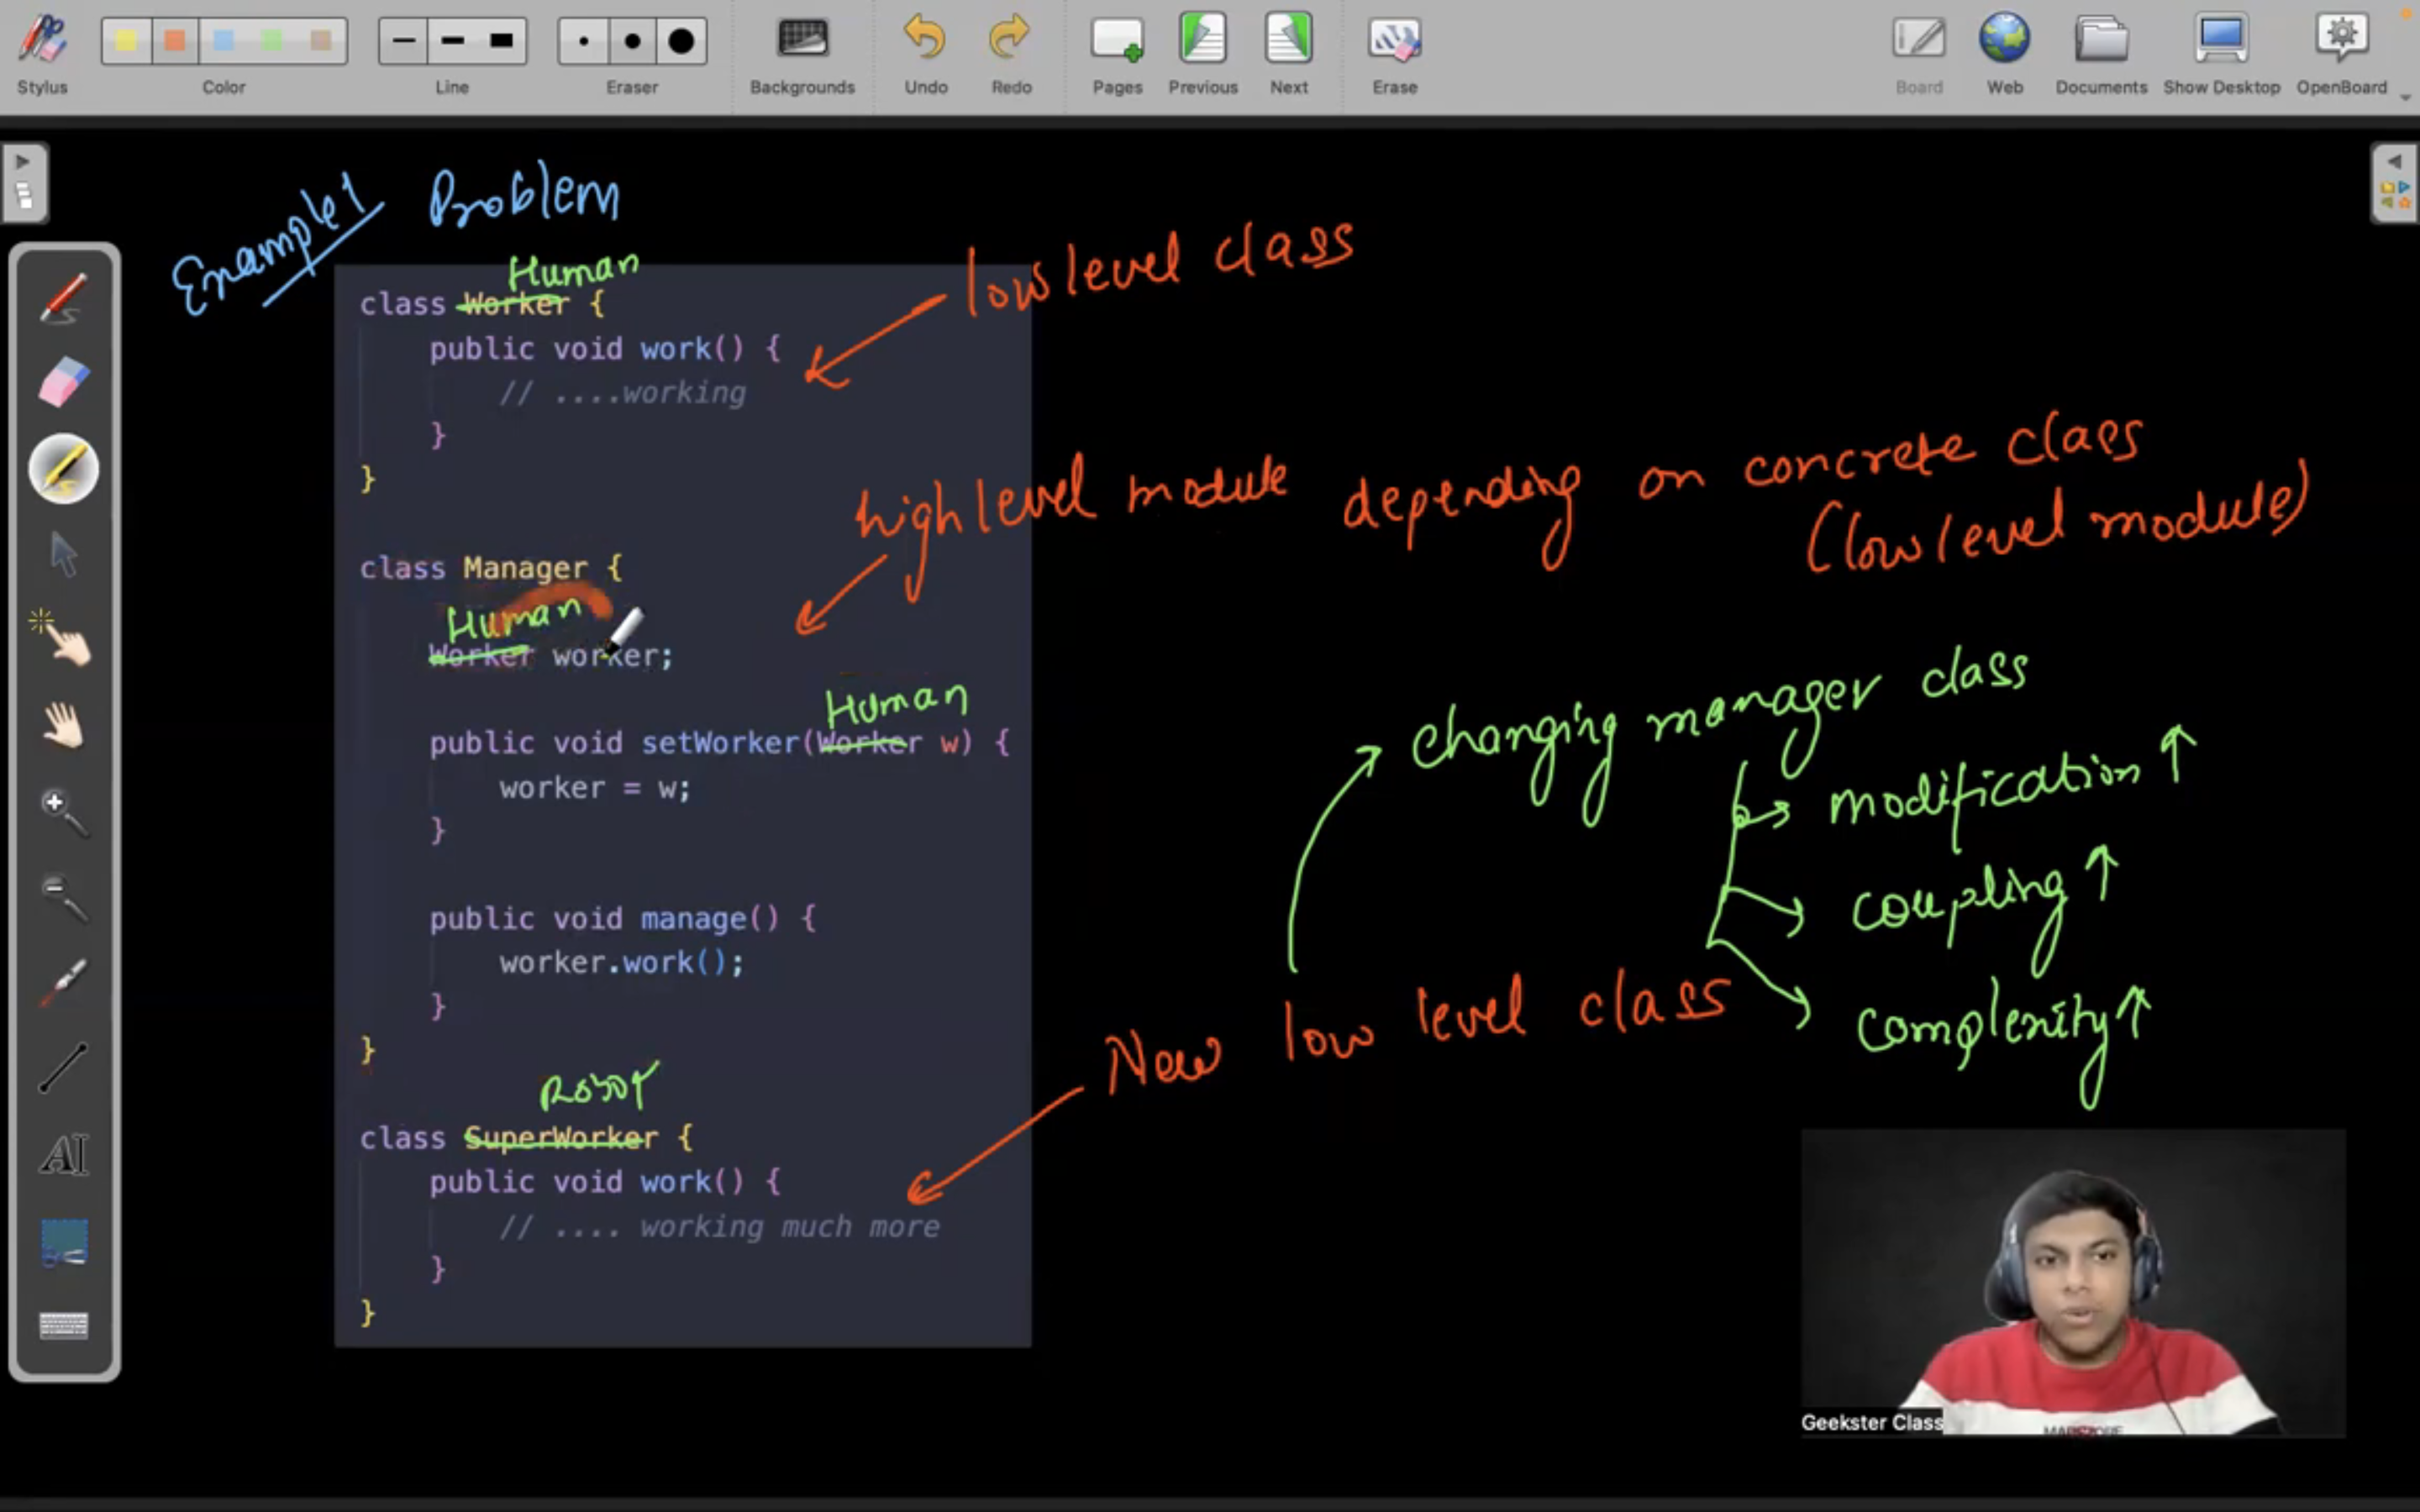 Stylus
Color
Line
Eraser
Backgrounds
Undo
Redo
Pages
Previous
Next
Erase
Board
Web
Documents
Show Desktop
OpenBoard
Example1 Problem
Human
class Worker {
public void work() {
// ....working
}
}
low level class
high level module depending on concrete class
(low level module)
class Manager {
Human
Worker worker;
Human
public void setWorker(Worker w) {
worker = w;
}
public void manage() {
worker.work();
}
}
changing manager class
modification ↑
coupling ↑
complexity ↑
New low level class
Robot
class SuperWorker {
public void work() {
// .... working much more
}
}
AI
Geekster Class